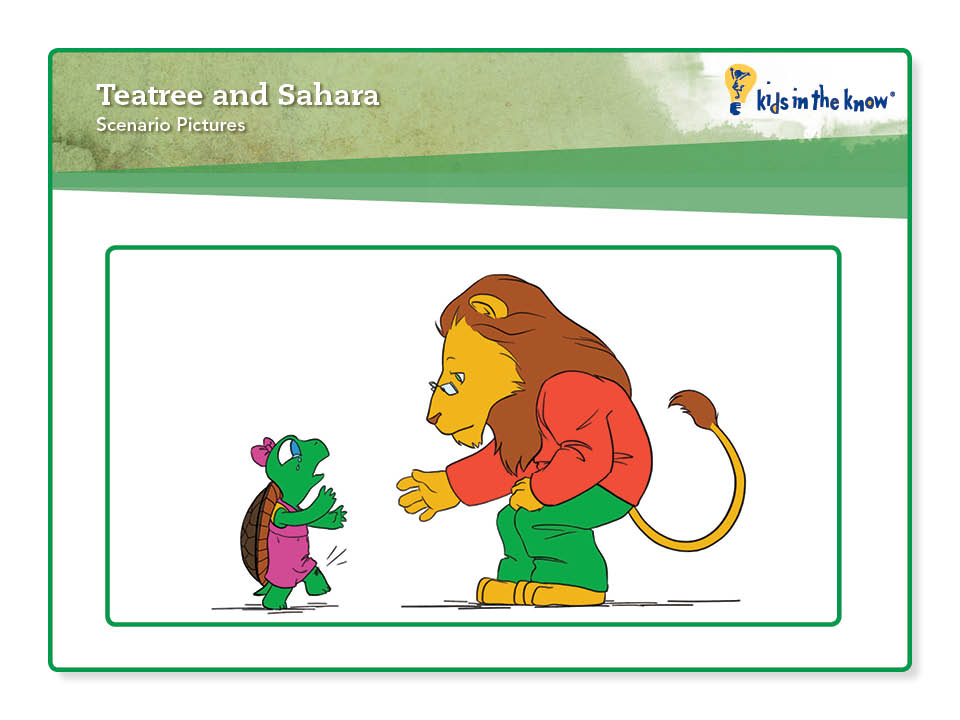 Teatree and Sahara
Scenario Pictures
kids in the know®